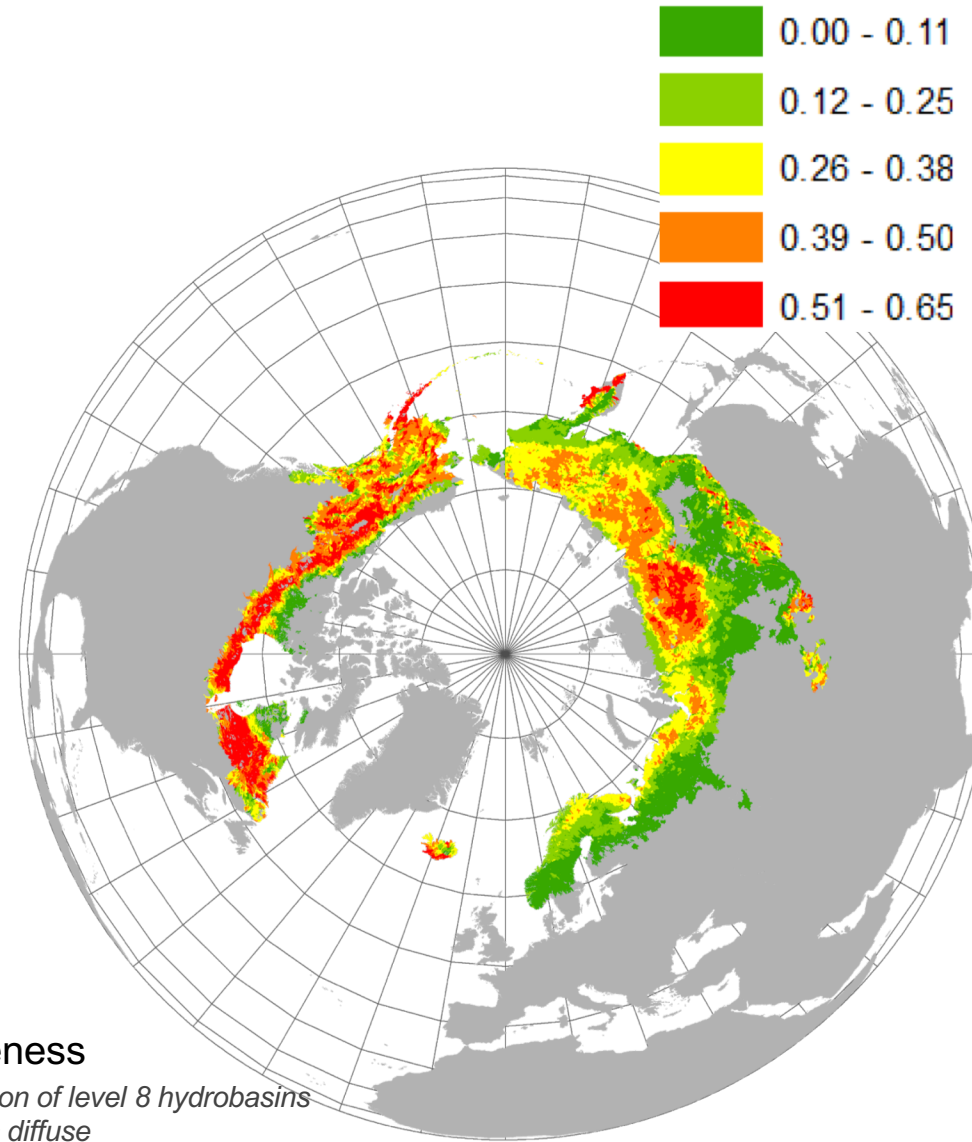 0.00 - 0.11
0.12 - 0.25
0.26 - 0.38
0.39 - 0.50
0.51 - 0.65
eness
on of level 8 hydrobasins
diffuse